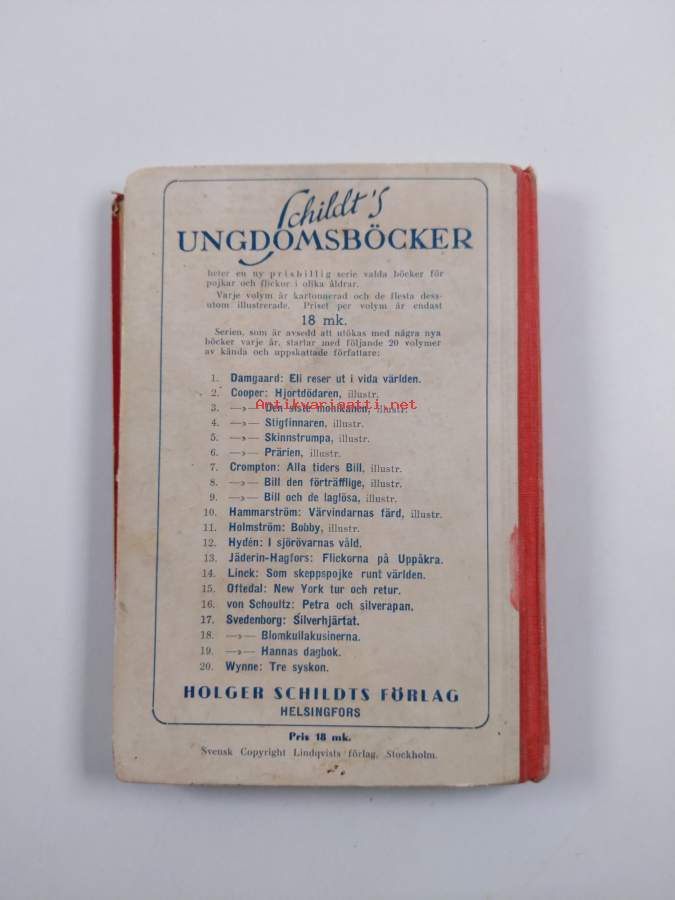 Schildt's
UNGDOMSBÖCKER
heter en ny prisbillig serie valda böcker för
pojkar och flickor i olika åldrar.
Varje volym är kartonnerad och de flesta dess-
utom illustrerade. Priset per volym är endast
18 mk.
Serien, som är avsedd att utökas med några nya
böcker varje år, startar med följande 20 volymer
av kända och uppskattade författare:
1. Damgaard: Eli reser ut i vida världen.
2. Cooper: Hjortdödaren, illustr.
3. —»— Den siste mohikanen, illustr.
Antikvariaatti.net
4. —»— Stigfinnaren, illustr.
5. —»— Skinnstrumpa, illustr.
6. —»— Prärien, illustr.
7. Crompton: Alla tiders Bill, illustr.
8. —»— Bill den förträfflige, illustr.
9. —»— Bill och de laglösa, illustr.
10. Hammarström: Värvindarnas färd, illustr.
11. Holmström: Bobby, illustr.
12. Hydén: I sjörövarnas våld.
13. Jäderin-Hagfors: Flickorna på Uppåkra.
14. Linck: Som skeppspojke runt världen.
15. Oftedal: New York tur och retur.
16. von Schoultz: Petra och silverapan.
17. Svedenborg: Silverhjärtat.
18. —»— Blomkullakusinerna.
19. —»— Hannas dagbok.
20. Wynne: Tre syskon.
HOLGER SCHILDTS FÖRLAG
HELSINGFORS
Pris 18 mk.
Svensk Copyright Lindqvists förlag, Stockholm.